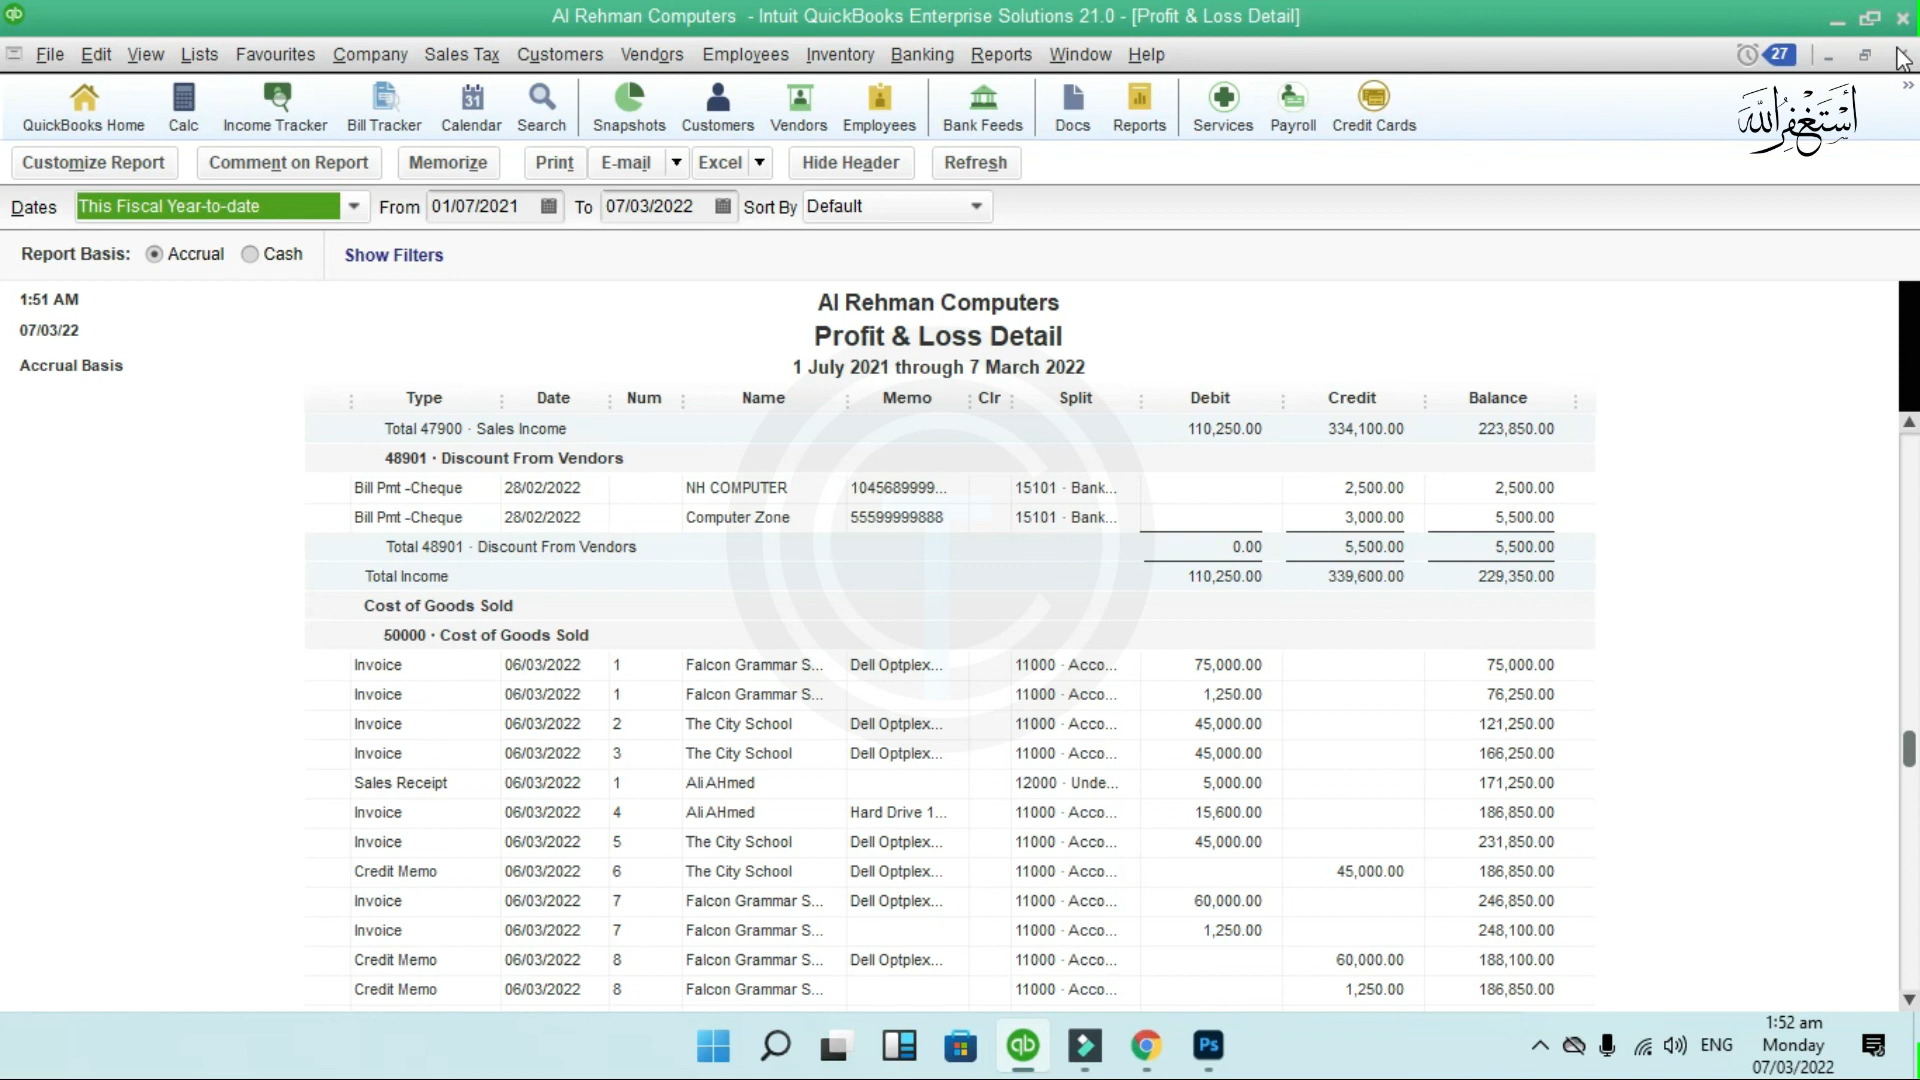 qb Al Rehman Computers - Intuit QuickBooks Enterprise Solutions 21.0 - [Profit & Loss Detail]
File Edit View Lists Favourites Company Sales Tax Customers Vendors Employees Inventory Banking Reports Window Help 27
QuickBooks Home Calc Income Tracker Bill Tracker 31 Calendar Search Snapshots Customers Vendors Employees Bank Feeds Docs Reports Services Payroll Credit Cards »
أستغفر الله
Customize Report Comment on Report Memorize Print E-mail Excel Hide Header Refresh
Dates This Fiscal Year-to-date From 01/07/2021 To 07/03/2022 Sort By Default
Report Basis: Accrual Cash Show Filters
1:51 AM
07/03/22
Accrual Basis
Al Rehman Computers
Profit & Loss Detail
1 July 2021 through 7 March 2022
Type Date Num Name Memo Clr Split Debit Credit Balance
Total 47900 · Sales Income 110,250.00 334,100.00 223,850.00
48901 · Discount From Vendors
Bill Pmt -Cheque 28/02/2022 NH COMPUTER 1045689999... 15101 · Bank... 2,500.00 2,500.00
Bill Pmt -Cheque 28/02/2022 Computer Zone 55599999888 15101 · Bank... 3,000.00 5,500.00
Total 48901 · Discount From Vendors 0.00 5,500.00 5,500.00
Total Income 110,250.00 339,600.00 229,350.00
Cost of Goods Sold
50000 · Cost of Goods Sold
Invoice 06/03/2022 1 Falcon Grammar S... Dell Optplex... 11000 · Acco... 75,000.00 75,000.00
Invoice 06/03/2022 1 Falcon Grammar S... 11000 · Acco... 1,250.00 76,250.00
Invoice 06/03/2022 2 The City School Dell Optplex... 11000 · Acco... 45,000.00 121,250.00
Invoice 06/03/2022 3 The City School Dell Optplex... 11000 · Acco... 45,000.00 166,250.00
Sales Receipt 06/03/2022 1 Ali AHmed 12000 · Unde... 5,000.00 171,250.00
Invoice 06/03/2022 4 Ali AHmed Hard Drive 1... 11000 · Acco... 15,600.00 186,850.00
Invoice 06/03/2022 5 The City School Dell Optplex... 11000 · Acco... 45,000.00 231,850.00
Credit Memo 06/03/2022 6 The City School Dell Optplex... 11000 · Acco... 45,000.00 186,850.00
Invoice 06/03/2022 7 Falcon Grammar S... Dell Optplex... 11000 · Acco... 60,000.00 246,850.00
Invoice 06/03/2022 7 Falcon Grammar S... 11000 · Acco... 1,250.00 248,100.00
Credit Memo 06/03/2022 8 Falcon Grammar S... Dell Optplex... 11000 · Acco... 60,000.00 188,100.00
Credit Memo 06/03/2022 8 Falcon Grammar S... 11000 · Acco... 1,250.00 186,850.00
qb Ps ENG
1:52 am
Monday
07/03/2022